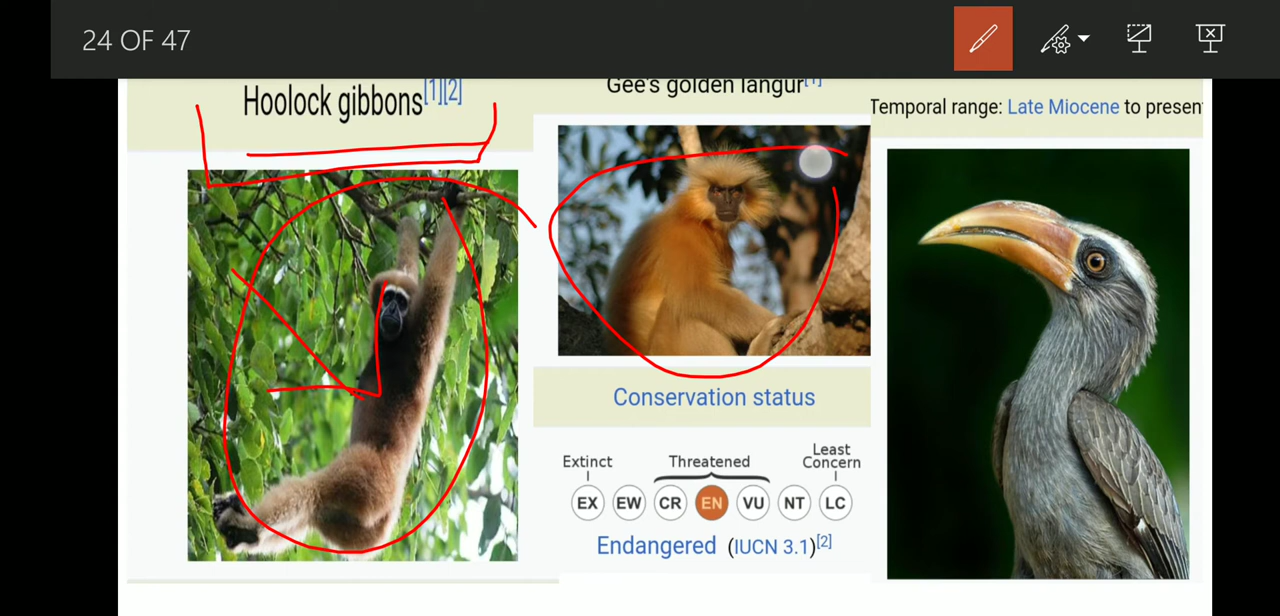 24 OF 47
Hoolock gibbons[1][2]
Gee's golden langur[1]
Temporal range: Late Miocene to presen
Conservation status
Extinct
Threatened
Least
Concern
EX EW CR EN VU NT LC
Endangered (IUCN 3.1)[2]